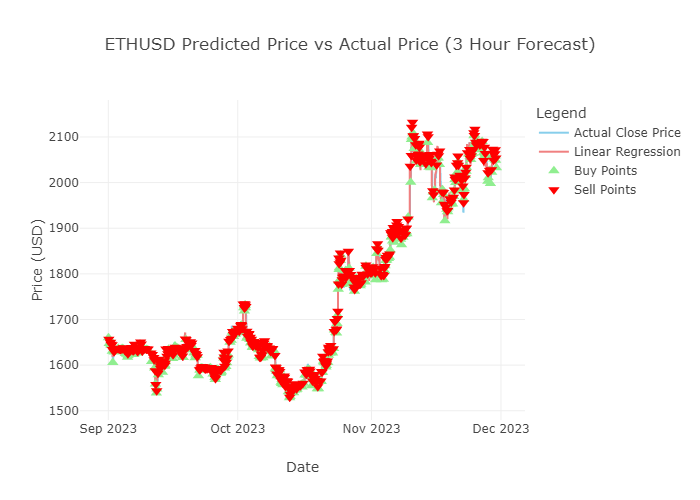 ETHUSD Predicted Price vs Actual Price (3 Hour Forecast)
Legend
Actual Close Price
Linear Regression
Buy Points
Sell Points
Price (USD)
2100
2000
1900
1800
1700
1600
1500
Sep 2023
Oct 2023
Nov 2023
Dec 2023
Date